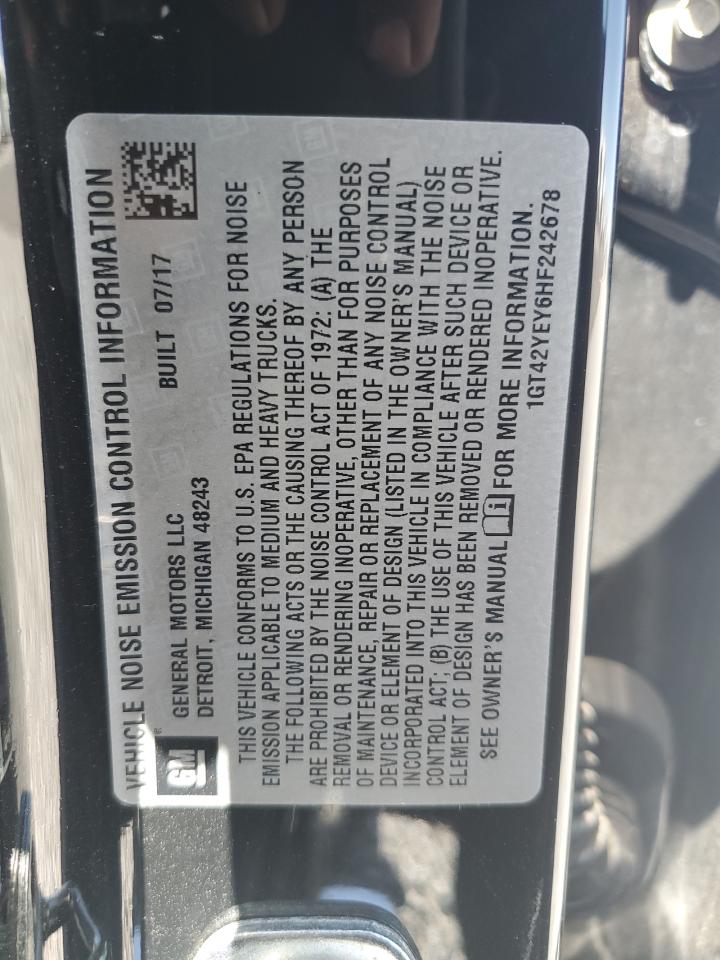 VEHICLE NOISE EMISSION CONTROL INFORMATION
GM
®
GENERAL MOTORS LLC
DETROIT, MICHIGAN 48243
BUILT 07/17
THIS VEHICLE CONFORMS TO U.S. EPA REGULATIONS FOR NOISE
EMISSION APPLICABLE TO MEDIUM AND HEAVY TRUCKS.
THE FOLLOWING ACTS OR THE CAUSING THEREOF BY ANY PERSON
ARE PROHIBITED BY THE NOISE CONTROL ACT OF 1972: (A) THE
REMOVAL OR RENDERING INOPERATIVE, OTHER THAN FOR PURPOSES
OF MAINTENANCE, REPAIR OR REPLACEMENT OF ANY NOISE CONTROL
DEVICE OR ELEMENT OF DESIGN (LISTED IN THE OWNER'S MANUAL)
INCORPORATED INTO THIS VEHICLE IN COMPLIANCE WITH THE NOISE
CONTROL ACT; (B) THE USE OF THIS VEHICLE AFTER SUCH DEVICE OR
ELEMENT OF DESIGN HAS BEEN REMOVED OR RENDERED INOPERATIVE.
SEE OWNER'S MANUAL i FOR MORE INFORMATION.
1GT42YEY6HF242678